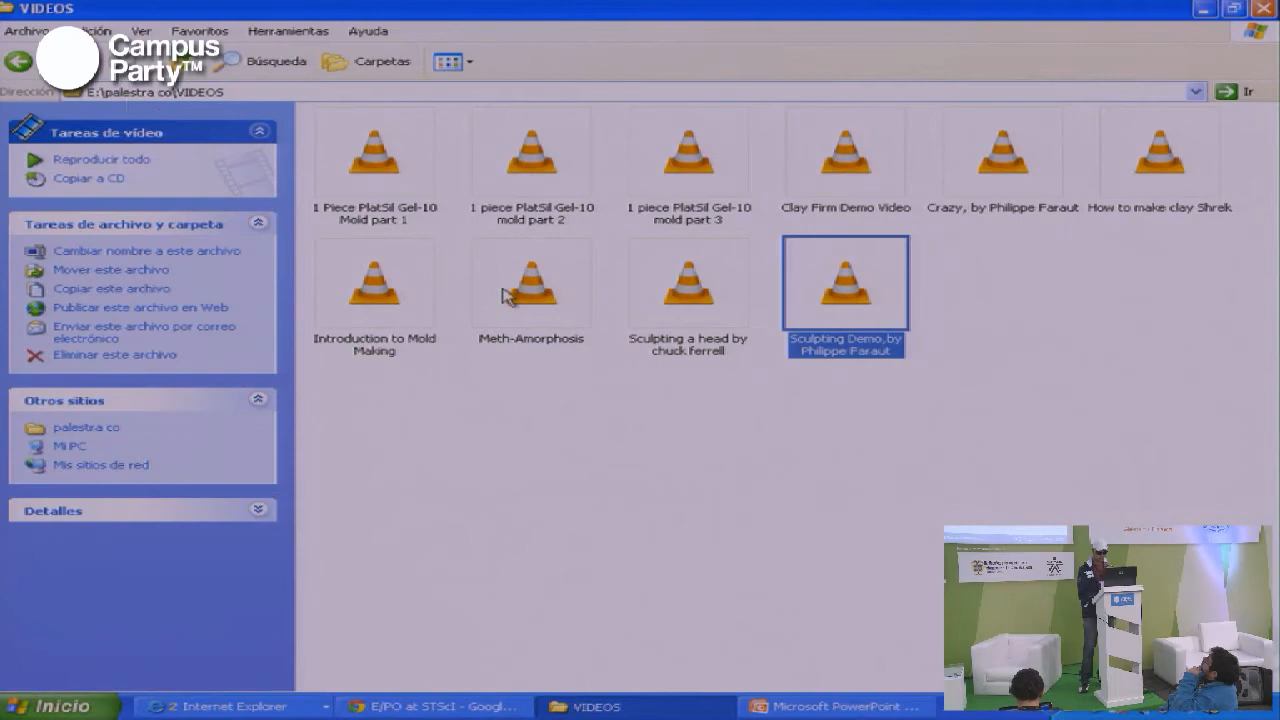 VIDEOS
Archivo
Ver
Favoritos
Herramientas
Ayuda
Campus
Party™
Búsqueda
Carpetas
Dirección
E:\palestra co\VIDEOS
Ir
Tareas de vídeo
Reproducir todo
Copiar a CD
Tareas de archivo y carpeta
Cambiar nombre a este archivo
Mover este archivo
Copiar este archivo
Publicar este archivo en Web
Enviar este archivo por correo
electrónico
Eliminar este archivo
Otros sitios
palestra co
Mi PC
Mis sitios de red
Detalles
1 Piece PlatSil Gel-10
Mold part 1
1 piece PlatSil Gel-10
mold part 2
1 piece PlatSil Gel-10
mold part 3
Clay Firm Demo Video
Crazy, by Philippe Faraut
How to make clay Shrek
Introduction to Mold
Making
Meth-Amorphosis
Sculpting a head by
chuck ferrell
Sculpting Demo,by
Philippe Faraut
Inicio
2 Internet Explorer
E/PO at STScI - Googl...
VIDEOS
Microsoft PowerPoint ...